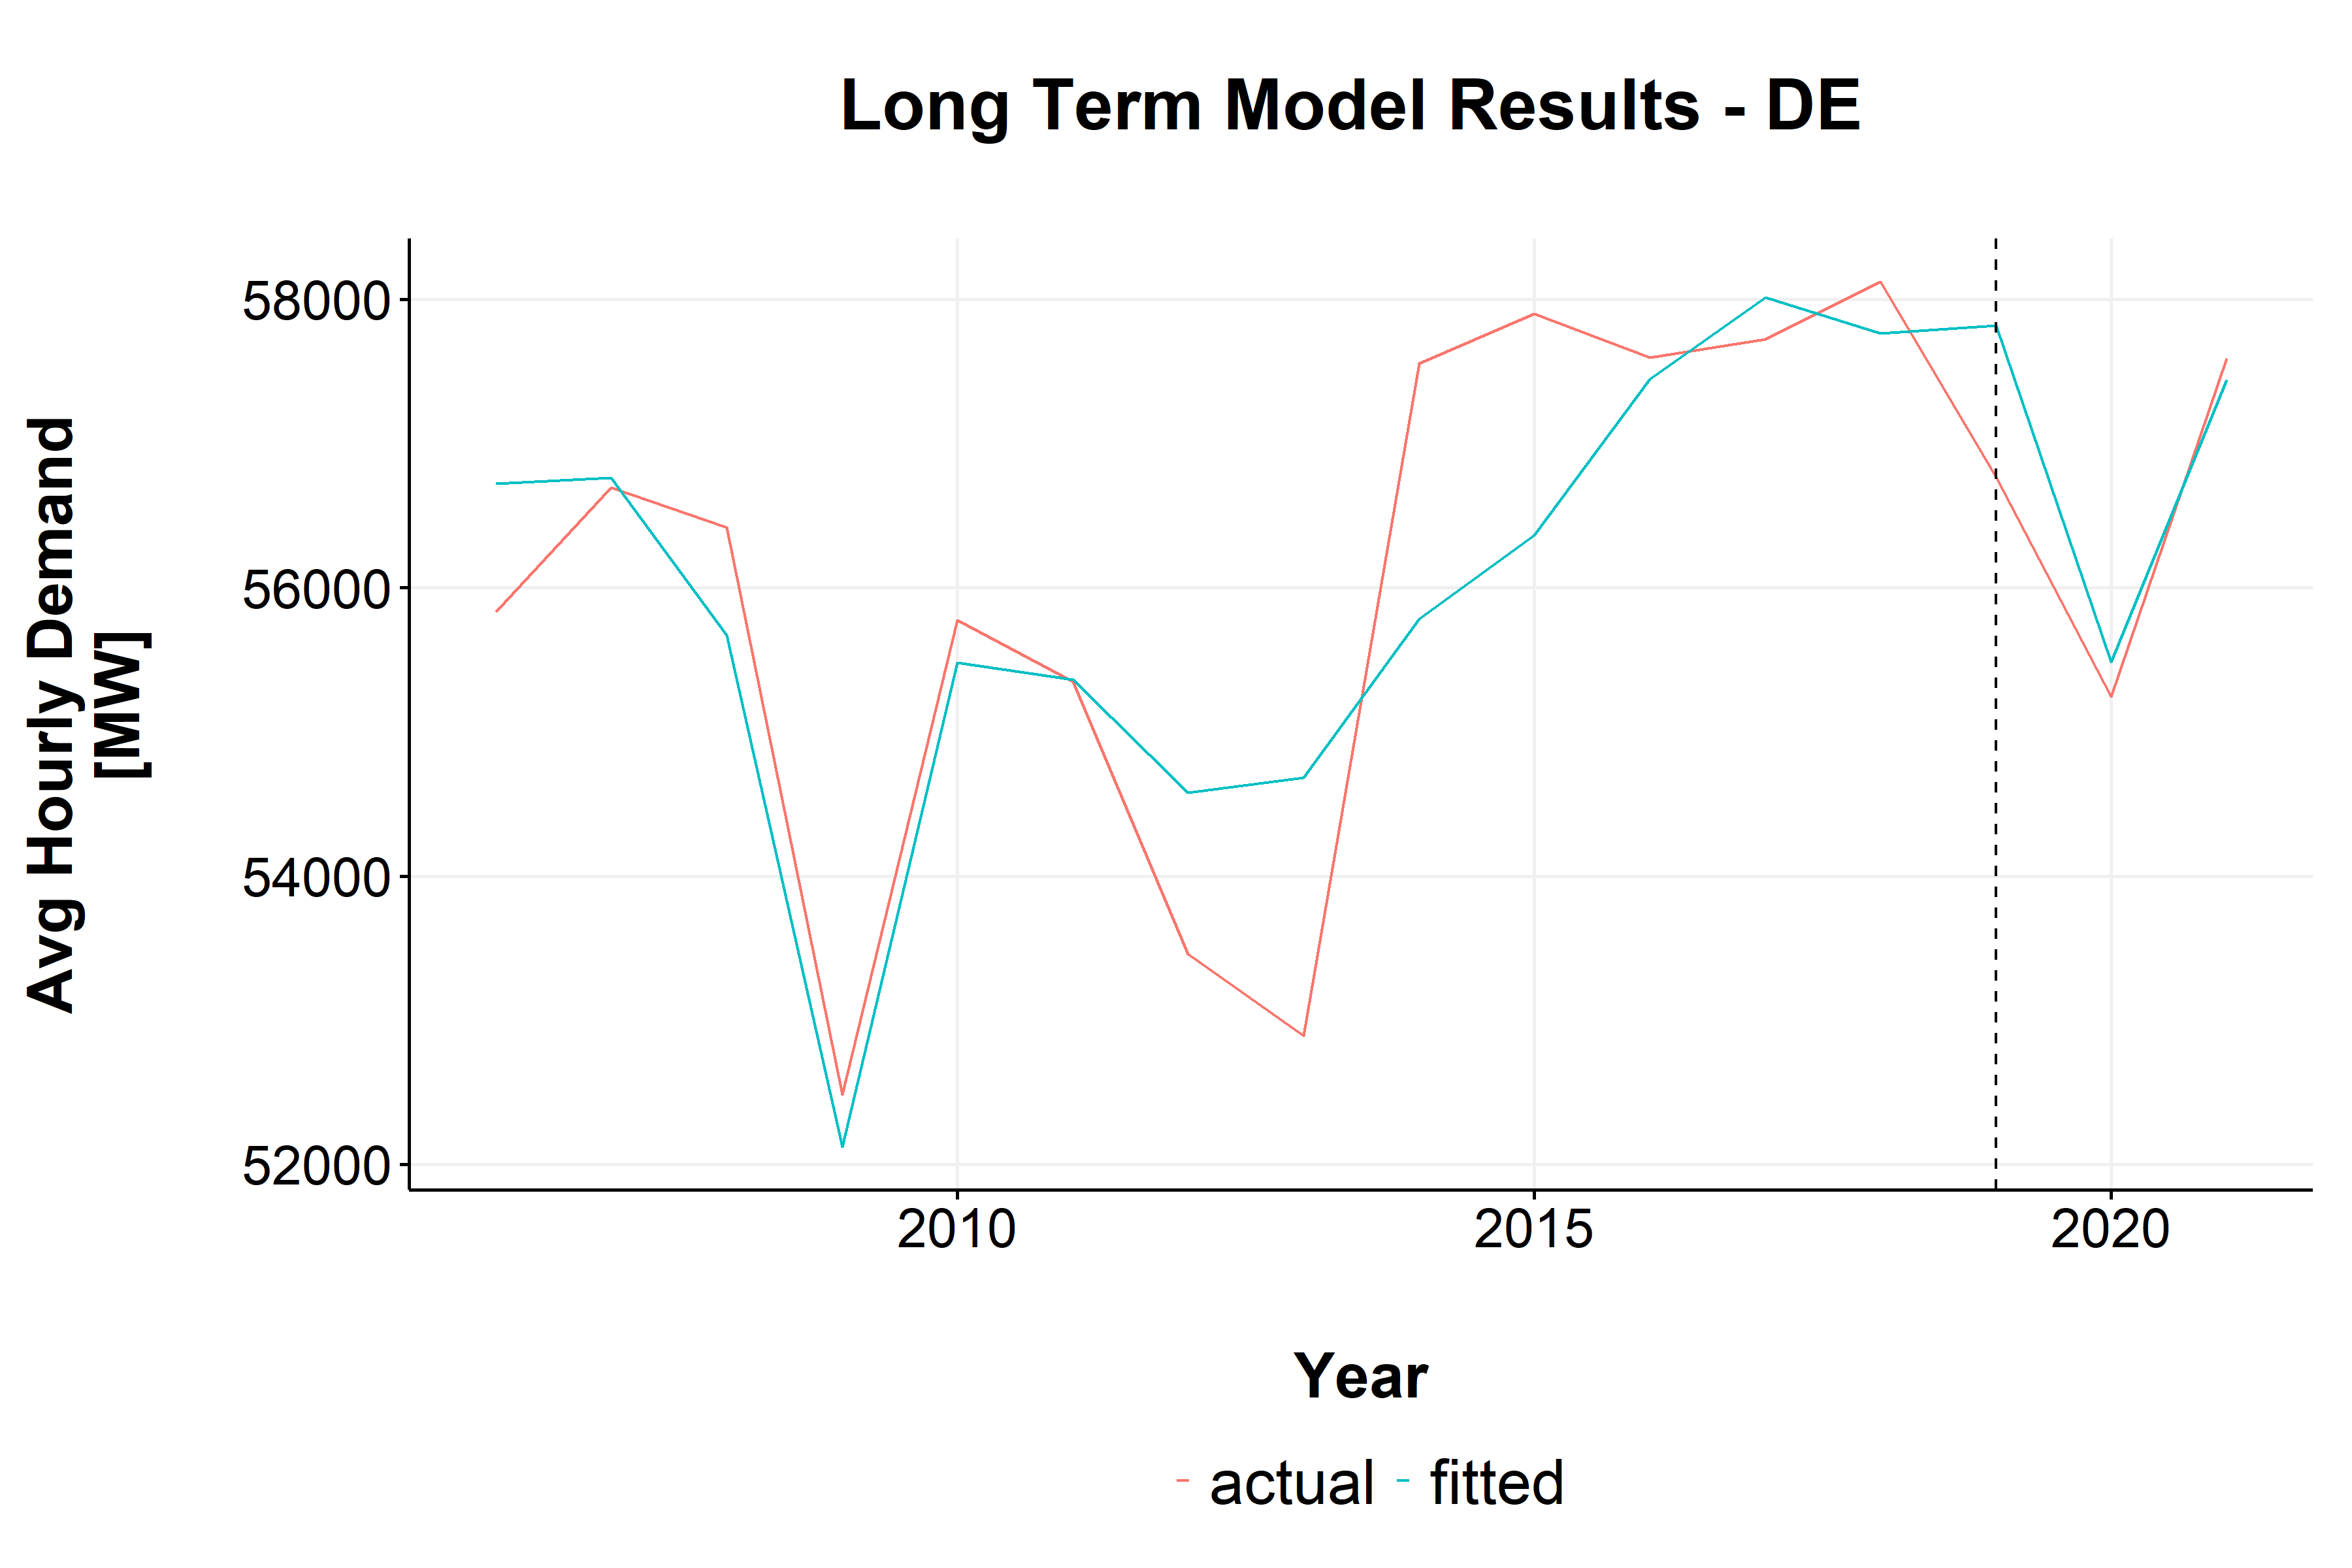 Long Term Model Results - DE
Avg Hourly Demand
[MW]
58000
56000
54000
52000
2010
2015
2020
Year
actual
fitted